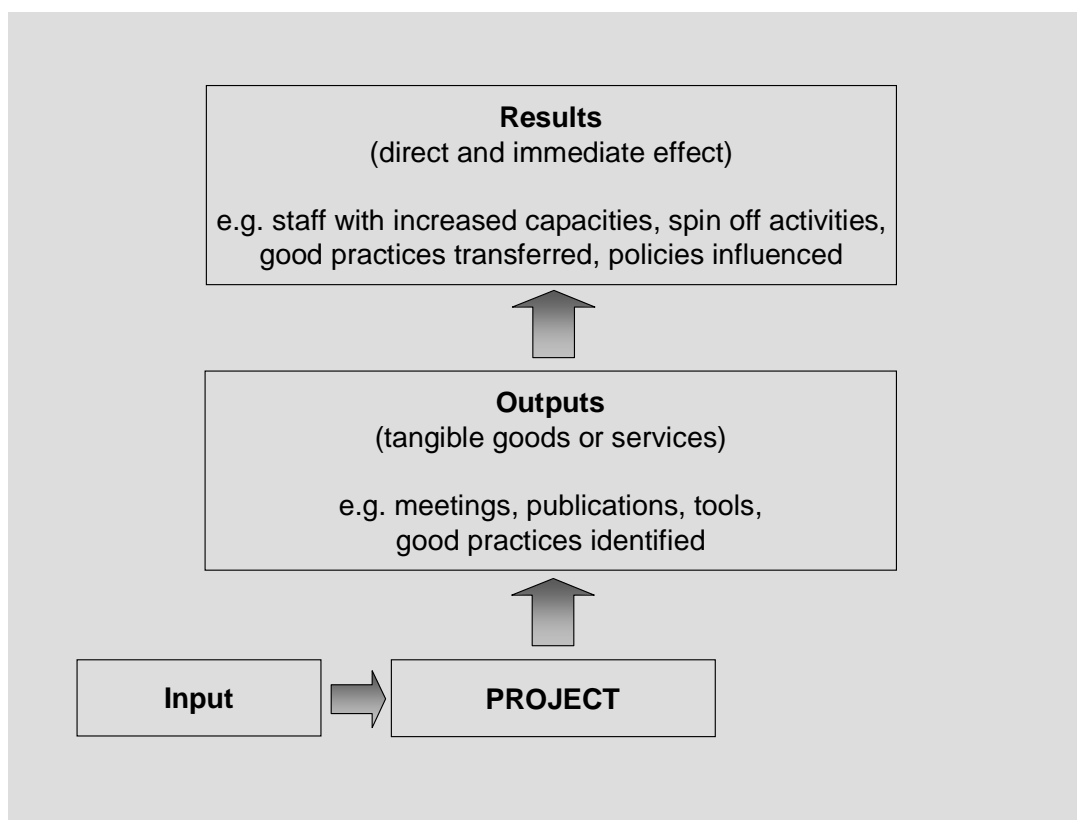 Results
(direct and immediate effect)
e.g. staff with increased capacities, spin off activities,
good practices transferred, policies influenced
Outputs
(tangible goods or services)
e.g. meetings, publications, tools,
good practices identified
Input
PROJECT